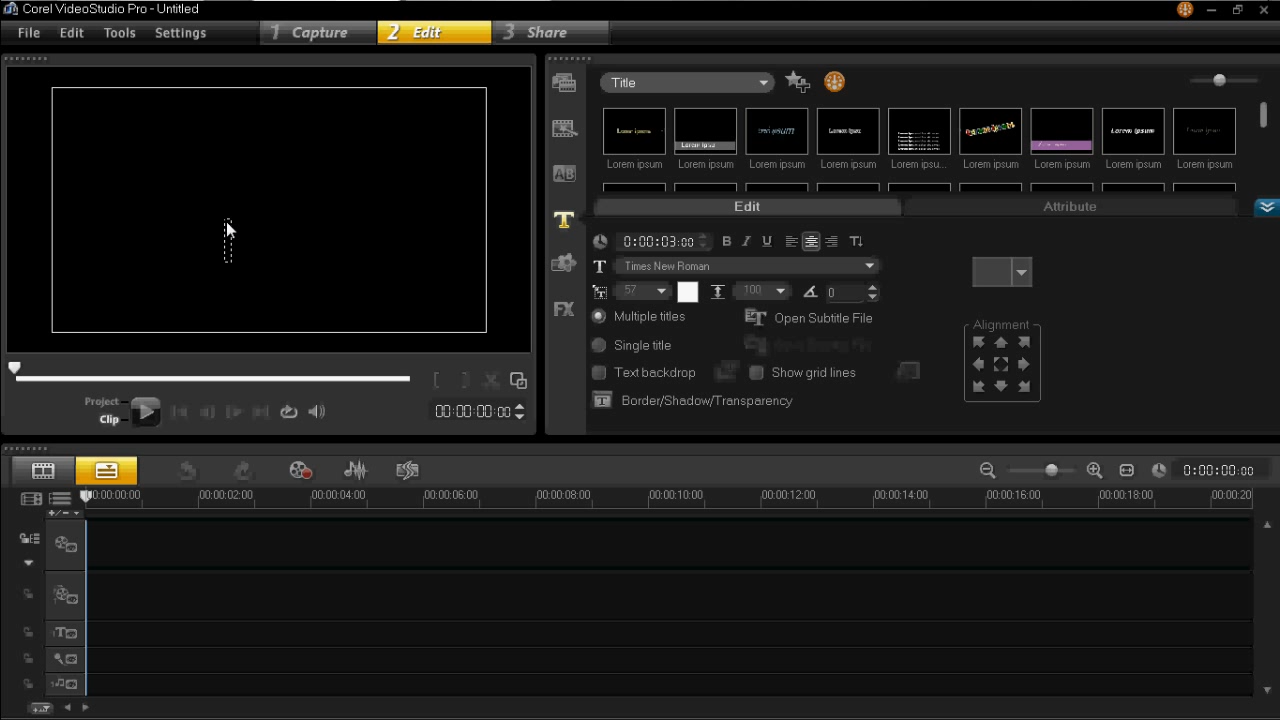 Corel VideoStudio Pro - Untitled
File Edit Tools Settings 1 Capture 2 Edit 3 Share
Title
Lorem ipsum Lorem ipsum Lorem ipsum Lorem ipsum Lorem ipsu... Lorem ipsum Lorem ipsum Lorem ipsum Lorem ipsum
Edit Attribute
0:00:03:00 B I U
Times New Roman
57 100 0
Multiple titles Open Subtitle File
Single title
Alignment
Text backdrop Show grid lines
Border/Shadow/Transparency
Project
Clip
00:00:00:00
0:00:00:00
00:00:00:00 00:00:02:00 00:00:04:00 00:00:06:00 00:00:08:00 00:00:10:00 00:00:12:00 00:00:14:00 00:00:16:00 00:00:18:00 00:00:20